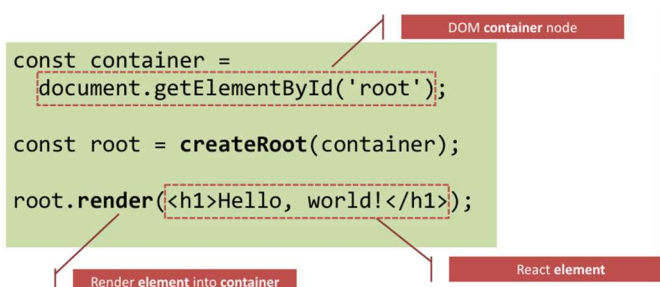 DOM container node
const container =
document.getElementById('root');
const root = createRoot(container);
root.render(<h1>Hello, world!</h1>);
React element
Render element into container